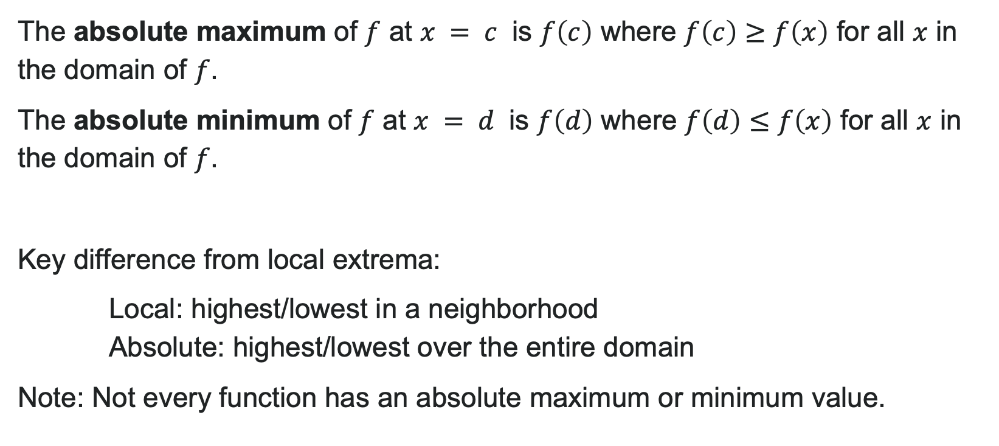 The absolute maximum of f at x = c is f(c) where f(c) ≥ f(x) for all x in
the domain of f.
The absolute minimum of f at x = d is f(d) where f(d) ≤ f(x) for all x in
the domain of f.
Key difference from local extrema:
Local: highest/lowest in a neighborhood
Absolute: highest/lowest over the entire domain
Note: Not every function has an absolute maximum or minimum value.